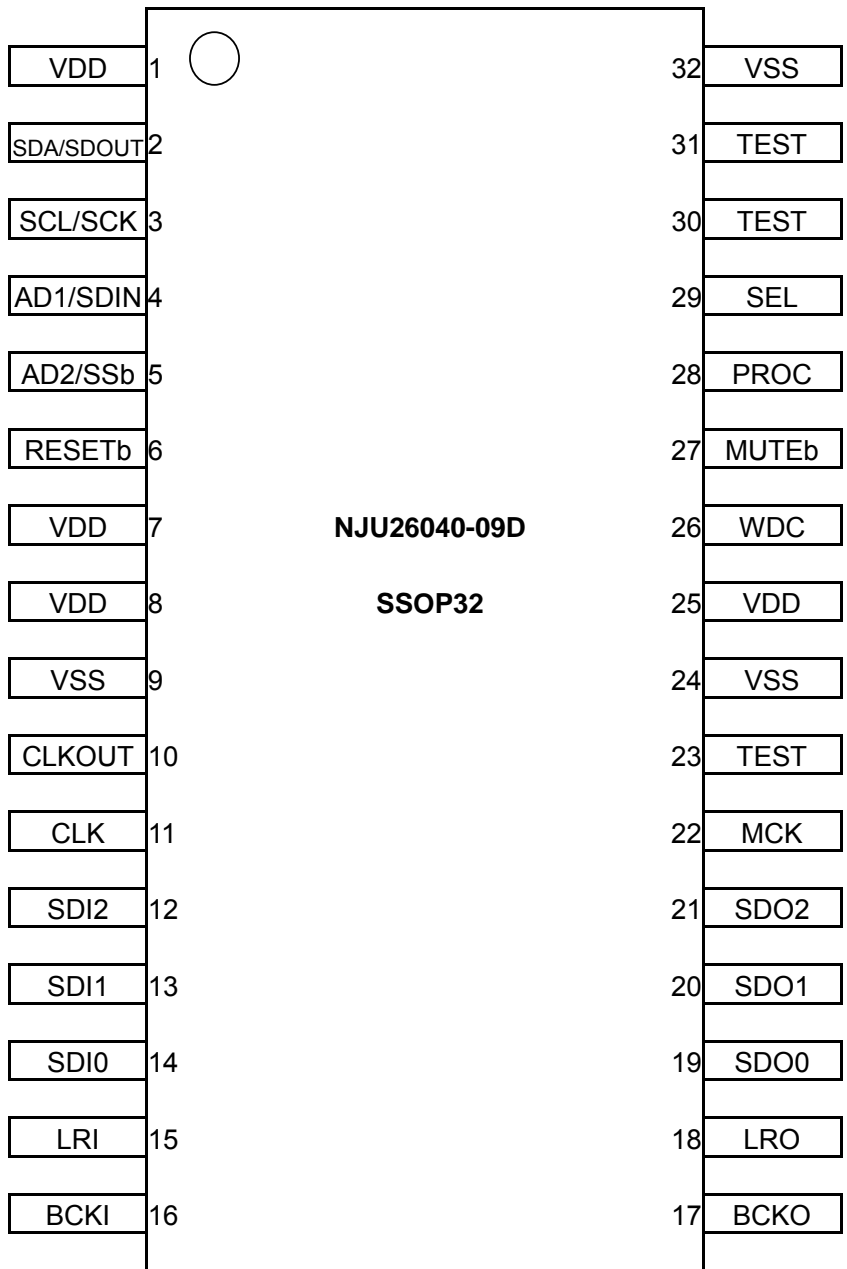 VDD 1 32 VSS
SDA/SDOUT 2 31 TEST
SCL/SCK 3 30 TEST
AD1/SDIN 4 29 SEL
AD2/SSb 5 28 PROC
RESETb 6 27 MUTEb
VDD 7 NJU26040-09D 26 WDC
VDD 8 SSOP32 25 VDD
VSS 9 24 VSS
CLKOUT 10 23 TEST
CLK 11 22 MCK
SDI2 12 21 SDO2
SDI1 13 20 SDO1
SDI0 14 19 SDO0
LRI 15 18 LRO
BCKI 16 17 BCKO